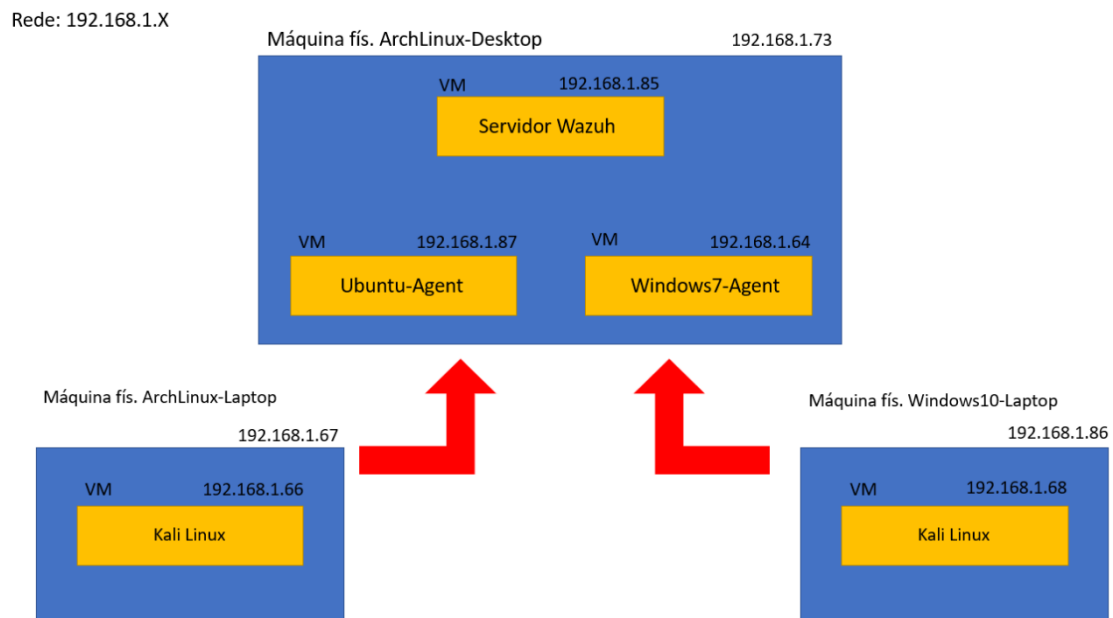 Rede: 192.168.1.X
Máquina fís. ArchLinux-Desktop 192.168.1.73
VM 192.168.1.85
Servidor Wazuh
VM 192.168.1.87 VM 192.168.1.64
Ubuntu-Agent Windows7-Agent
Máquina fís. ArchLinux-Laptop Máquina fís. Windows10-Laptop
192.168.1.67 192.168.1.86
VM 192.168.1.66 VM 192.168.1.68
Kali Linux Kali Linux